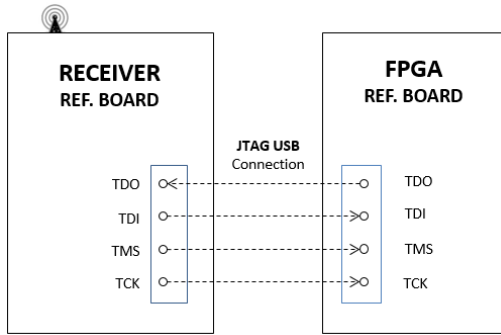 RECEIVER
REF. BOARD
FPGA
REF. BOARD
JTAG USB
Connection
TDO
TDI
TMS
TCK
TDO
TDI
TMS
TCK